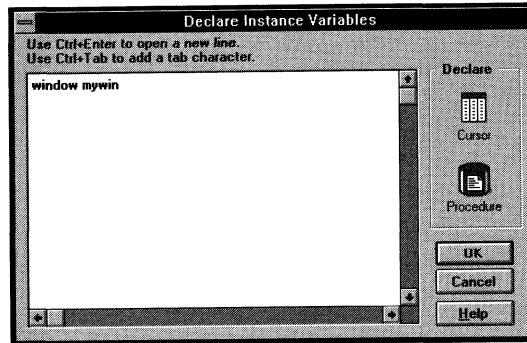 Declare Instance Variables
Use Ctrl+Enter to open a new line.
Use Ctrl+Tab to add a tab character.
window mywin
Declare
Cursor
Procedure
OK
Cancel
Help